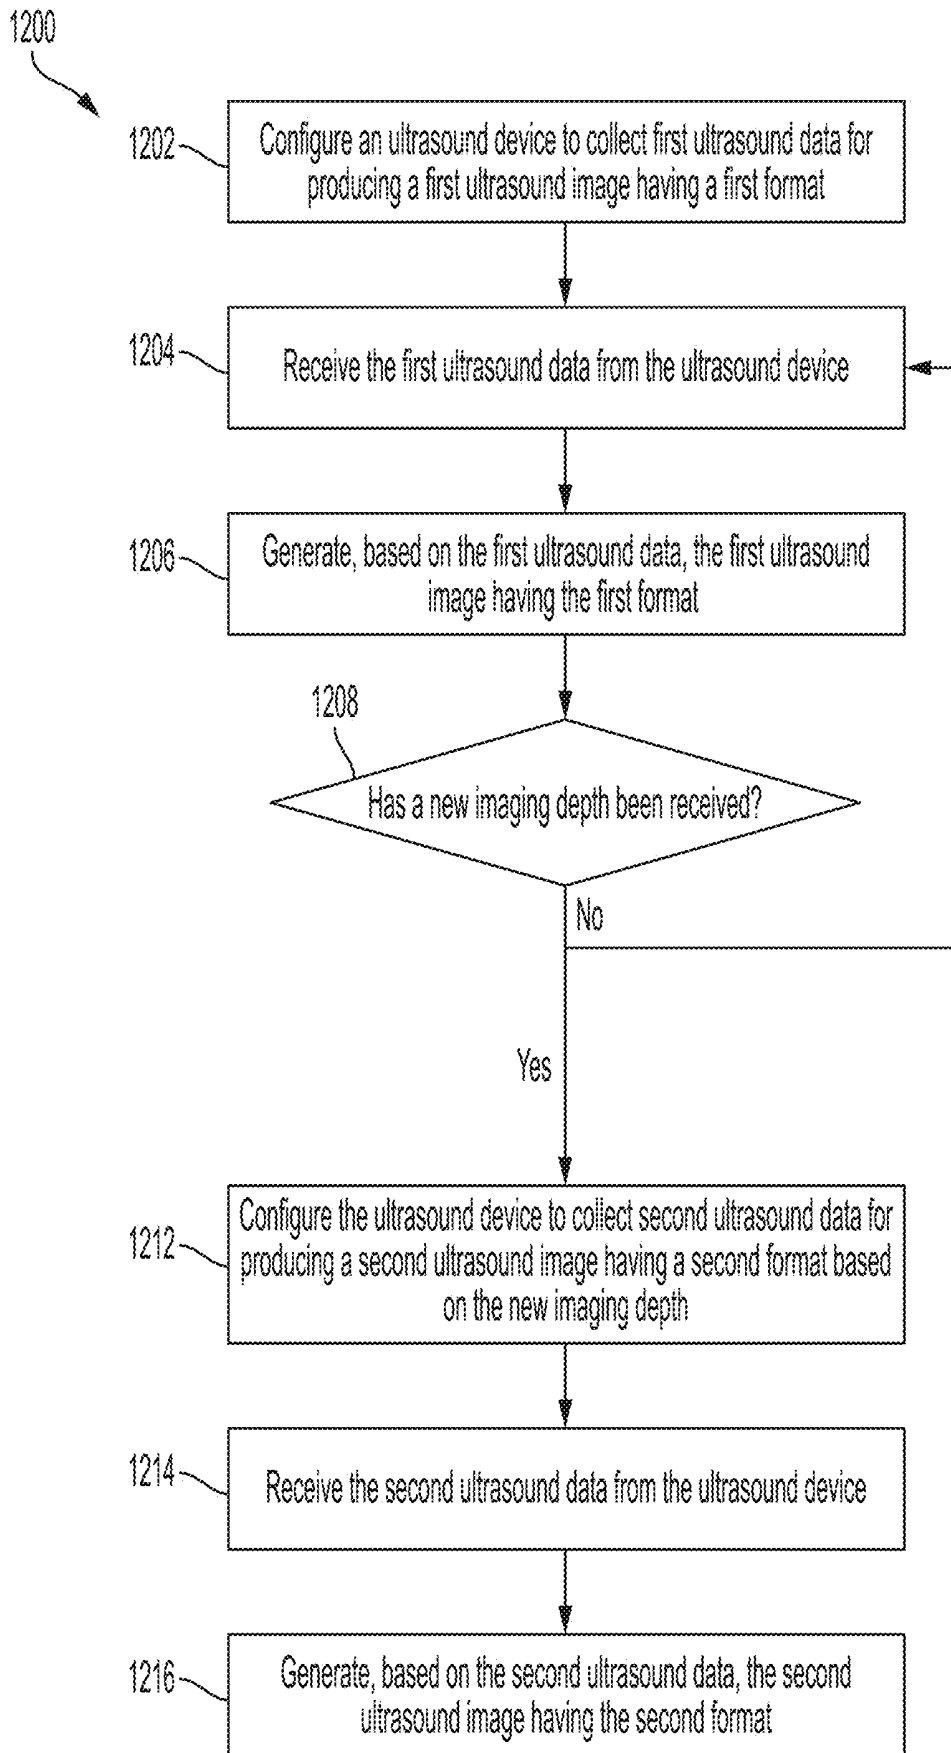 1200
1202
Configure an ultrasound device to collect first ultrasound data for
producing a first ultrasound image having a first format
1204
Receive the first ultrasound data from the ultrasound device
1206
Generate, based on the first ultrasound data, the first ultrasound
image having the first format
1208
Has a new imaging depth been received?
No
Yes
1212
Configure the ultrasound device to collect second ultrasound data for
producing a second ultrasound image having a second format based
on the new imaging depth
1214
Receive the second ultrasound data from the ultrasound device
1216
Generate, based on the second ultrasound data, the second
ultrasound image having the second format